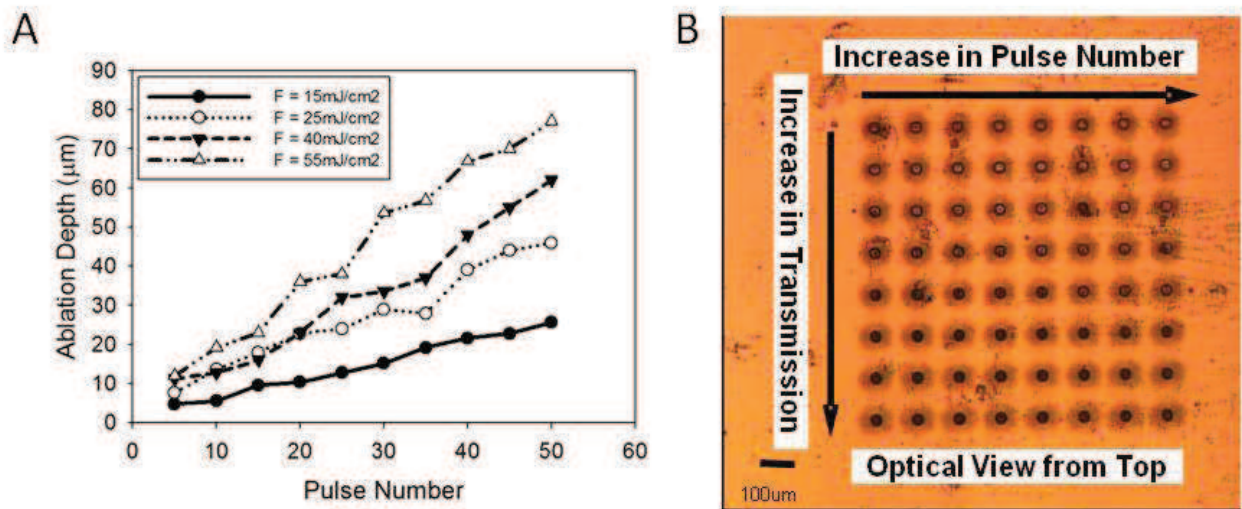 A
90
80
70
60
50
40
30
20
10
0
Ablation Depth (μm)
F = 15mJ/cm2
F = 25mJ/cm2
F = 40mJ/cm2
F = 55mJ/cm2
0 10 20 30 40 50 60
Pulse Number
B
Increase in Pulse Number
Increase in Transmission
Optical View from Top
100um